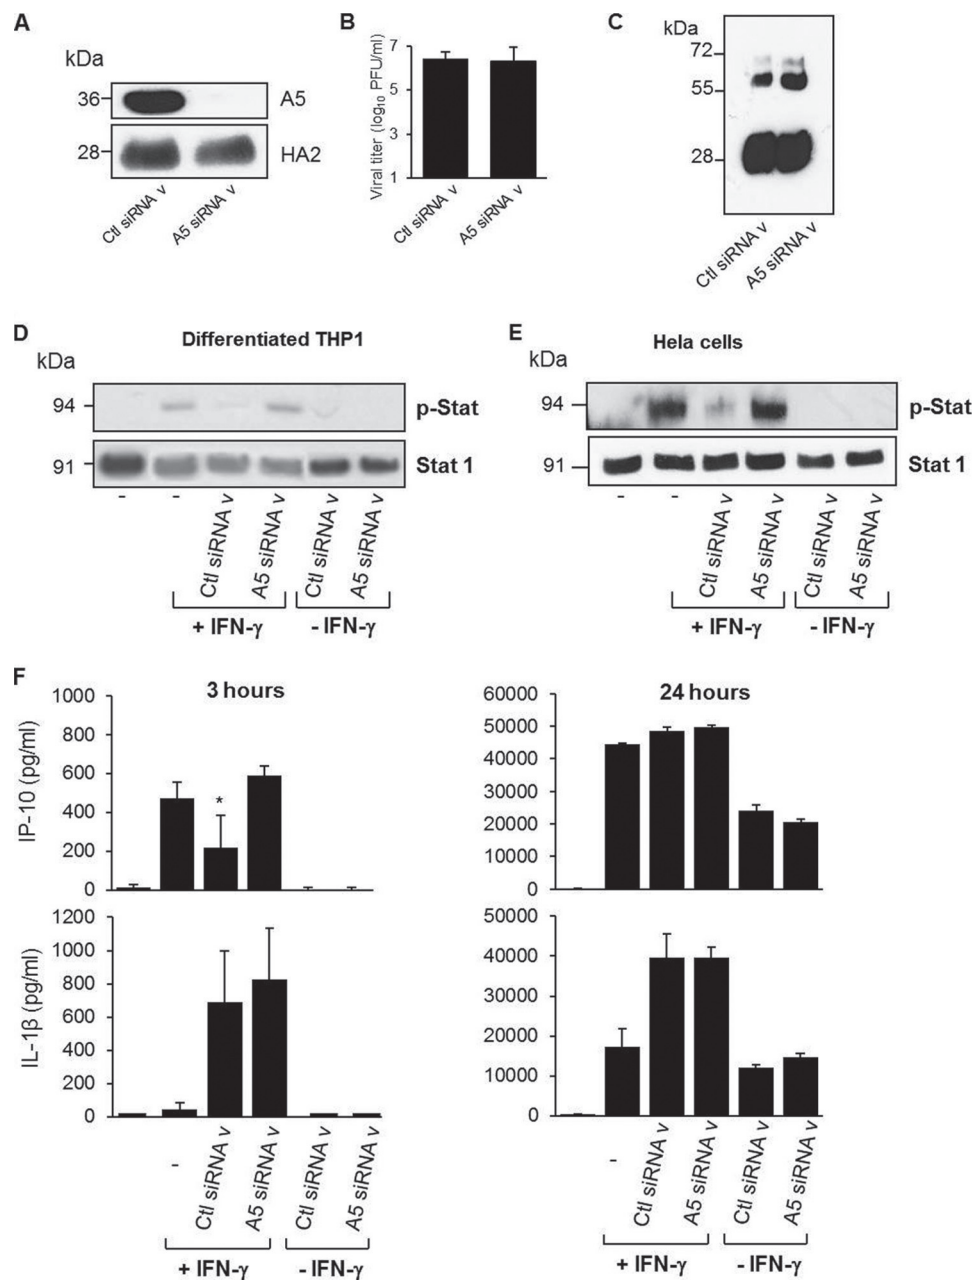 A
kDa
36
A5
28
HA2
Ctl siRNA v
A5 siRNA v
B
Viral titer (log10 PFU/ml)
7
5
3
1
Ctl siRNA v
A5 siRNA v
C
kDa
72
55
28
Ctl siRNA v
A5 siRNA v
D
Differentiated THP1
kDa
94
p-Stat
91
Stat 1
- - Ctl siRNA v A5 siRNA v Ctl siRNA v A5 siRNA v
+ IFN-γ - IFN-γ
E
Hela cells
kDa
94
p-Stat
91
Stat 1
- - Ctl siRNA v A5 siRNA v Ctl siRNA v A5 siRNA v
+ IFN-γ - IFN-γ
F
3 hours
IP-10 (pg/ml)
1000
800
600
400
200
0
*
24 hours
60000
50000
40000
30000
20000
10000
0
IL-1β (pg/ml)
1200
1000
800
600
400
200
0
- Ctl siRNA v A5 siRNA v Ctl siRNA v A5 siRNA v
+ IFN-γ - IFN-γ
50000
40000
30000
20000
10000
0
- Ctl siRNA v A5 siRNA v Ctl siRNA v A5 siRNA v
+ IFN-γ - IFN-γ